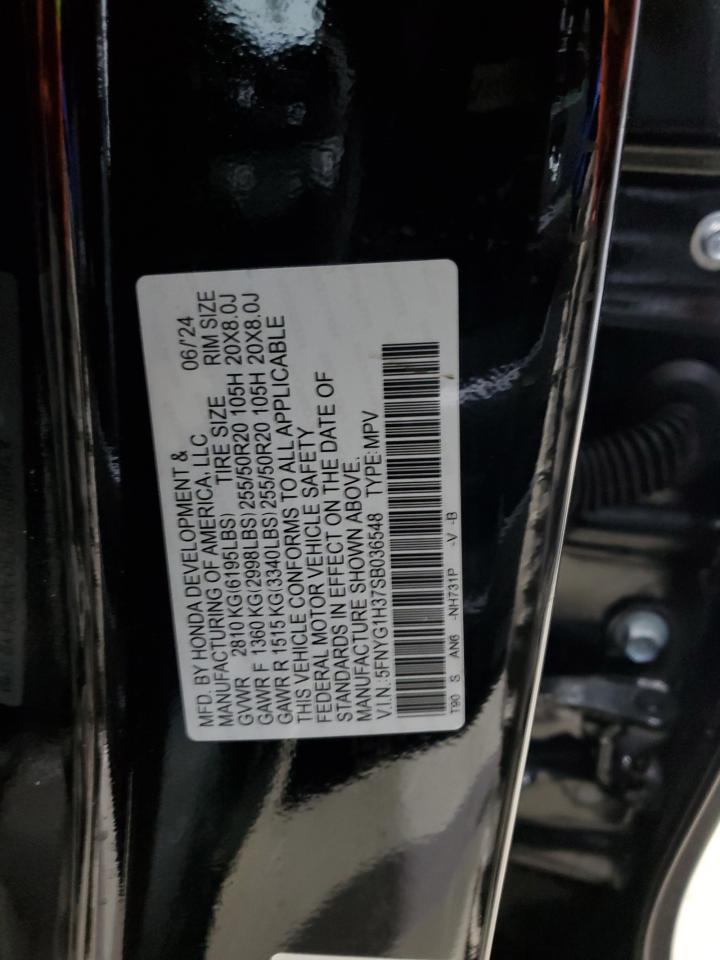 MFD. BY HONDA DEVELOPMENT &
MANUFACTURING OF AMERICA, LLC 06/'24
GVWR 2810 KG(6195LBS) TIRE SIZE RIM SIZE
GAWR F 1360 KG(2998LBS) 255/50R20 105H 20X8.0J
GAWR R 1515 KG(3340LBS) 255/50R20 105H 20X8.0J
THIS VEHICLE CONFORMS TO ALL APPLICABLE
FEDERAL MOTOR VEHICLE SAFETY
STANDARDS IN EFFECT ON THE DATE OF
MANUFACTURE SHOWN ABOVE.
V.I.N.:5FNYG1H37SB036548 TYPE:MPV
T90 S AN6 -NH731P -V -B